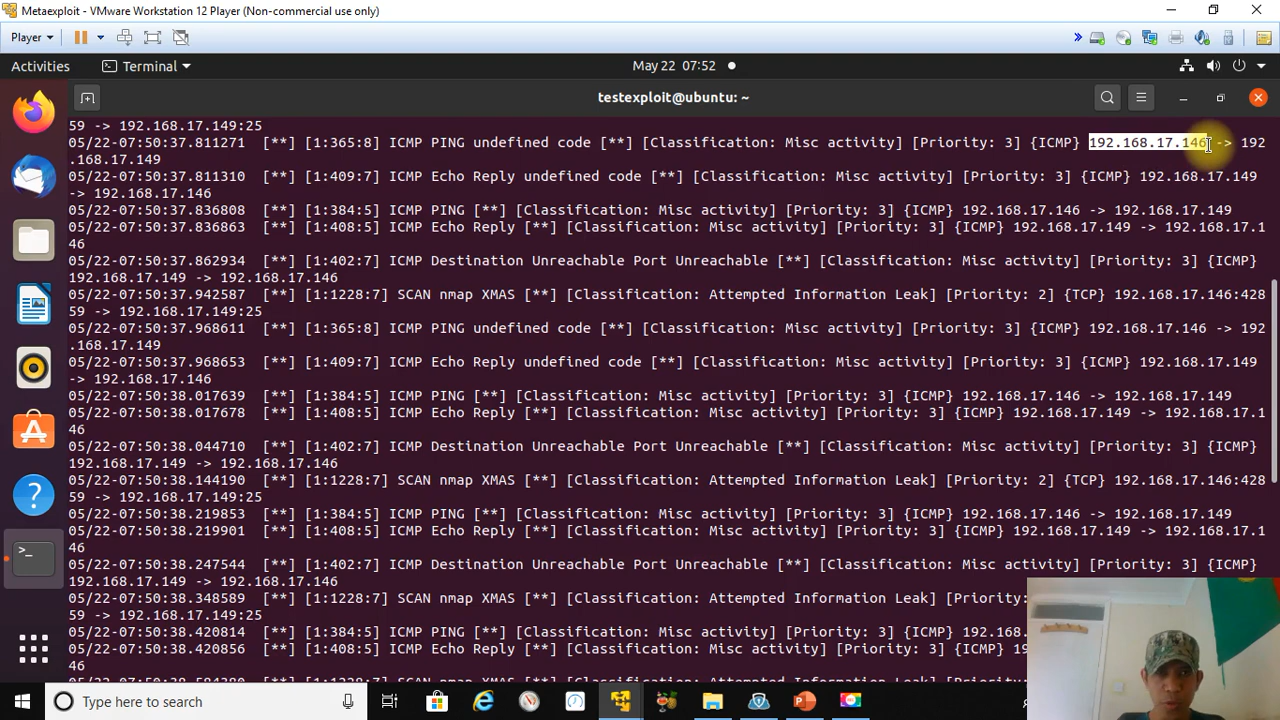 Metaexploit - VMware Workstation 12 Player (Non-commercial use only)
Player
Activities
Terminal
May 22 07:52
testexploit@ubuntu: ~
59 -> 192.168.17.149:25
05/22-07:50:37.811271 [**] [1:365:8] ICMP PING undefined code [**] [Classification: Misc activity] [Priority: 3] {ICMP} 192.168.17.146 -> 192
.168.17.149
05/22-07:50:37.811310 [**] [1:409:7] ICMP Echo Reply undefined code [**] [Classification: Misc activity] [Priority: 3] {ICMP} 192.168.17.149
-> 192.168.17.146
05/22-07:50:37.836808 [**] [1:384:5] ICMP PING [**] [Classification: Misc activity] [Priority: 3] {ICMP} 192.168.17.146 -> 192.168.17.149
05/22-07:50:37.836863 [**] [1:408:5] ICMP Echo Reply [**] [Classification: Misc activity] [Priority: 3] {ICMP} 192.168.17.149 -> 192.168.17.1
46
05/22-07:50:37.862934 [**] [1:402:7] ICMP Destination Unreachable Port Unreachable [**] [Classification: Misc activity] [Priority: 3] {ICMP}
192.168.17.149 -> 192.168.17.146
05/22-07:50:37.942587 [**] [1:1228:7] SCAN nmap XMAS [**] [Classification: Attempted Information Leak] [Priority: 2] {TCP} 192.168.17.146:428
59 -> 192.168.17.149:25
05/22-07:50:37.968611 [**] [1:365:8] ICMP PING undefined code [**] [Classification: Misc activity] [Priority: 3] {ICMP} 192.168.17.146 -> 192
.168.17.149
05/22-07:50:37.968653 [**] [1:409:7] ICMP Echo Reply undefined code [**] [Classification: Misc activity] [Priority: 3] {ICMP} 192.168.17.149
-> 192.168.17.146
05/22-07:50:38.017639 [**] [1:384:5] ICMP PING [**] [Classification: Misc activity] [Priority: 3] {ICMP} 192.168.17.146 -> 192.168.17.149
05/22-07:50:38.017678 [**] [1:408:5] ICMP Echo Reply [**] [Classification: Misc activity] [Priority: 3] {ICMP} 192.168.17.149 -> 192.168.17.1
46
05/22-07:50:38.044710 [**] [1:402:7] ICMP Destination Unreachable Port Unreachable [**] [Classification: Misc activity] [Priority: 3] {ICMP}
192.168.17.149 -> 192.168.17.146
05/22-07:50:38.144190 [**] [1:1228:7] SCAN nmap XMAS [**] [Classification: Attempted Information Leak] [Priority: 2] {TCP} 192.168.17.146:428
59 -> 192.168.17.149:25
05/22-07:50:38.219853 [**] [1:384:5] ICMP PING [**] [Classification: Misc activity] [Priority: 3] {ICMP} 192.168.17.146 -> 192.168.17.149
05/22-07:50:38.219901 [**] [1:408:5] ICMP Echo Reply [**] [Classification: Misc activity] [Priority: 3] {ICMP} 192.168.17.149 -> 192.168.17.1
46
05/22-07:50:38.247544 [**] [1:402:7] ICMP Destination Unreachable Port Unreachable [**] [Classification: Misc activity] [Priority: 3] {ICMP}
192.168.17.149 -> 192.168.17.146
05/22-07:50:38.348589 [**] [1:1228:7] SCAN nmap XMAS [**] [Classification: Attempted Information Leak] [Priority:
59 -> 192.168.17.149:25
05/22-07:50:38.420814 [**] [1:384:5] ICMP PING [**] [Classification: Misc activity] [Priority: 3] {ICMP} 192.168.
05/22-07:50:38.420856 [**] [1:408:5] ICMP Echo Reply [**] [Classification: Misc activity] [Priority: 3] {ICMP} 19
46
Type here to search